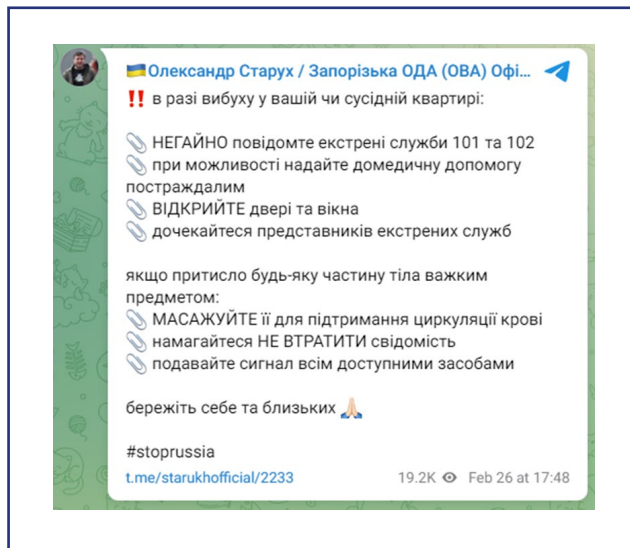 🇺🇦Олександр Старух / Запорізька ОДА (ОВА) Офі...
‼️ в разі вибуху у вашій чи сусідній квартирі:
📎 НЕГАЙНО повідомте екстрені служби 101 та 102
📎 при можливості надайте домедичну допомогу
постраждалим
📎 ВІДКРИЙТЕ двері та вікна
📎 дочекайтеся представників екстрених служб
якщо притисло будь-яку частину тіла важким
предметом:
📎 МАСАЖУЙТЕ її для підтримання циркуляції крові
📎 намагайтеся НЕ ВТРАТИТИ свідомість
📎 подавайте сигнал всім доступними засобами
бережіть себе та близьких 🙏🏻
#stoprussia
t.me/starukhofficial/2233 19.2K Feb 26 at 17:48